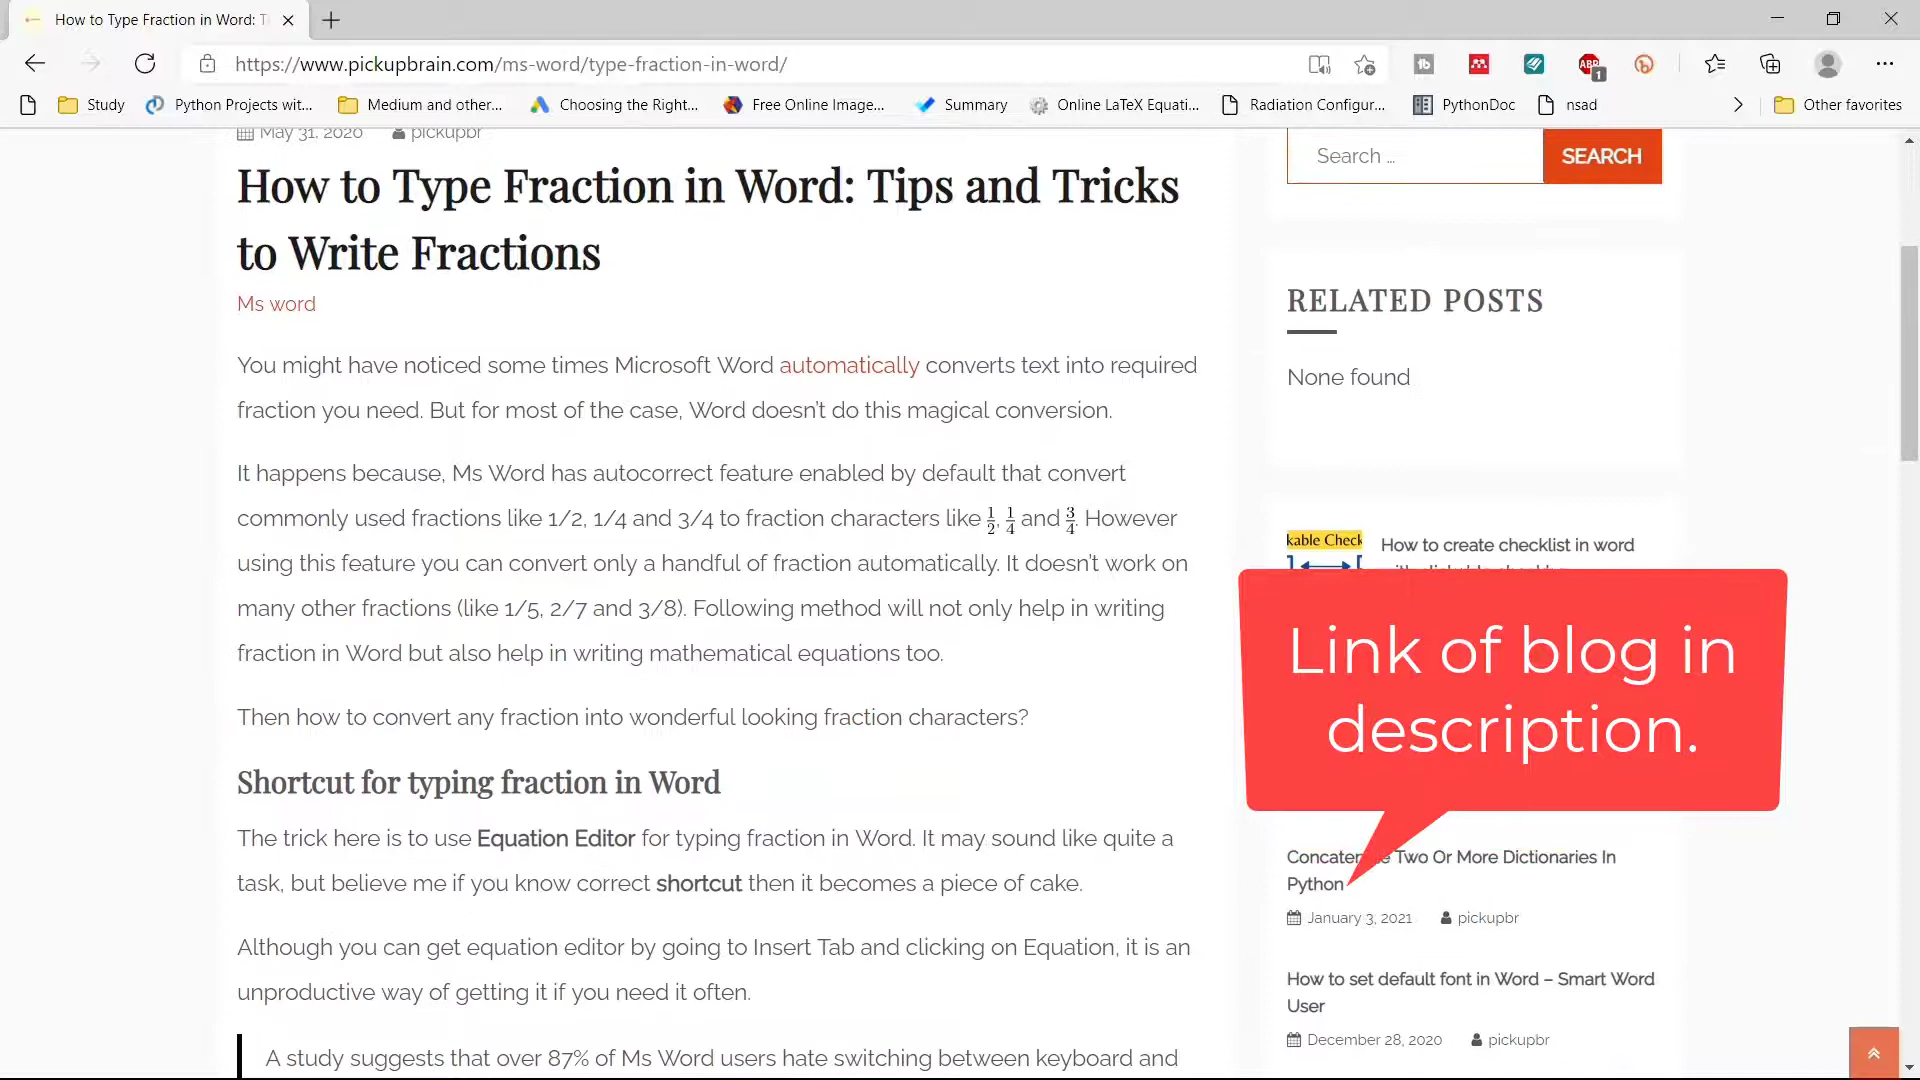 How to Type Fraction in Word: T
https://www.pickupbrain.com/ms-word/type-fraction-in-word/
ABP
1
Study
Python Projects wit...
Medium and other...
Choosing the Right...
Free Online Image...
Summary
Online LaTeX Equati...
Radiation Configur...
PythonDoc
nsad
Other favorites
May 31, 2020 pickupbr
How to Type Fraction in Word: Tips and Tricks
to Write Fractions
Ms word
You might have noticed some times Microsoft Word automatically converts text into required
fraction you need. But for most of the case, Word doesn't do this magical conversion.
It happens because, Ms Word has autocorrect feature enabled by default that convert
commonly used fractions like 1/2, 1/4 and 3/4 to fraction characters like ½, ¼ and ¾. However
using this feature you can convert only a handful of fraction automatically. It doesn't work on
many other fractions (like 1/5, 2/7 and 3/8). Following method will not only help in writing
fraction in Word but also help in writing mathematical equations too.
Then how to convert any fraction into wonderful looking fraction characters?
Shortcut for typing fraction in Word
The trick here is to use Equation Editor for typing fraction in Word. It may sound like quite a
task, but believe me if you know correct shortcut then it becomes a piece of cake.
Although you can get equation editor by going to Insert Tab and clicking on Equation, it is an
unproductive way of getting it if you need it often.
A study suggests that over 87% of Ms Word users hate switching between keyboard and
Search …
SEARCH
RELATED POSTS
None found
kable Check
How to create checklist in word
Link of blog in
description.
Two Or More Dictionaries In
Python
January 3, 2021 pickupbr
How to set default font in Word – Smart Word
User
December 28, 2020 pickupbr